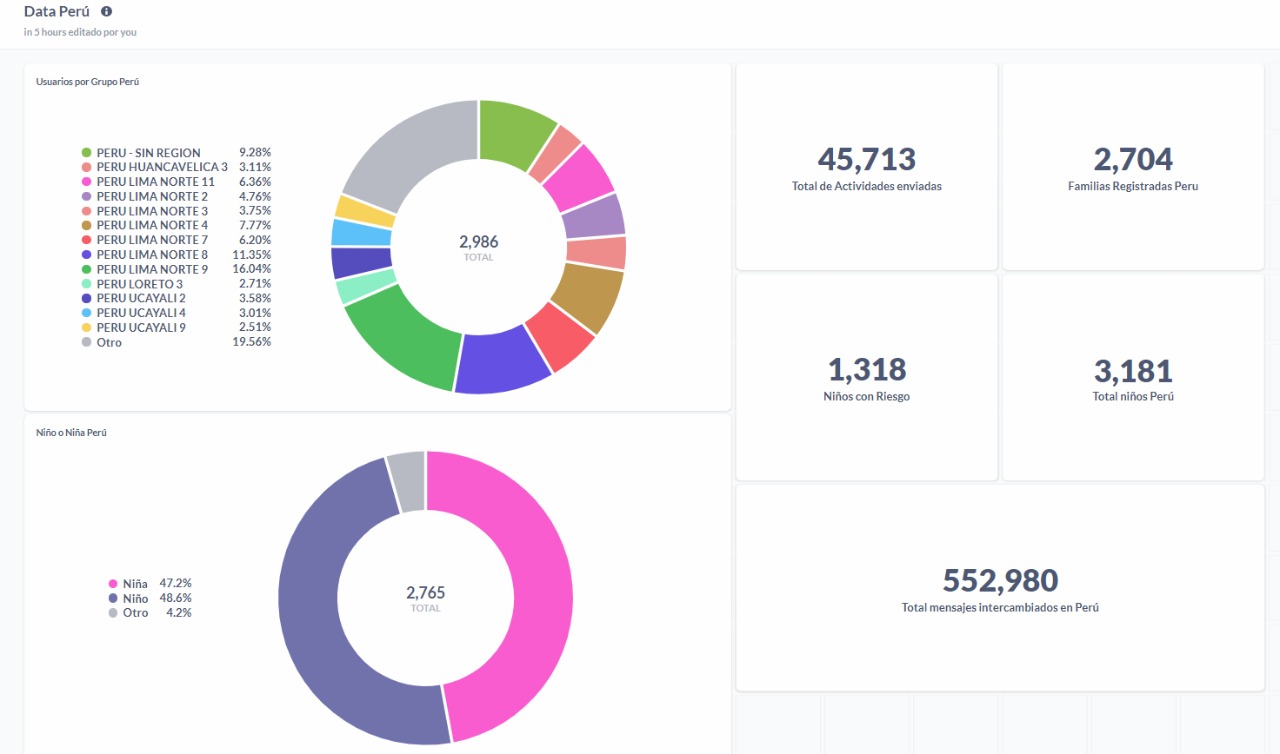 Data Perú
in 5 hours editado por you
Usuarios por Grupo Perú
PERU - SIN REGION 9.28%
PERU HUANCAVELICA 3 3.11%
PERU LIMA NORTE 11 6.36%
PERU LIMA NORTE 2 4.76%
PERU LIMA NORTE 3 3.75%
PERU LIMA NORTE 4 7.77%
PERU LIMA NORTE 7 6.20%
PERU LIMA NORTE 8 11.35%
PERU LIMA NORTE 9 16.04%
PERU LORETO 3 2.71%
PERU UCAYALI 2 3.58%
PERU UCAYALI 4 3.01%
PERU UCAYALI 9 2.51%
Otro 19.56%
2,986
TOTAL
45,713
Total de Actividades enviadas
2,704
Familias Registradas Peru
1,318
Niños con Riesgo
3,181
Total niños Perú
Niño o Niña Perú
Niña 47.2%
Niño 48.6%
Otro 4.2%
2,765
TOTAL
552,980
Total mensajes intercambiados en Perú